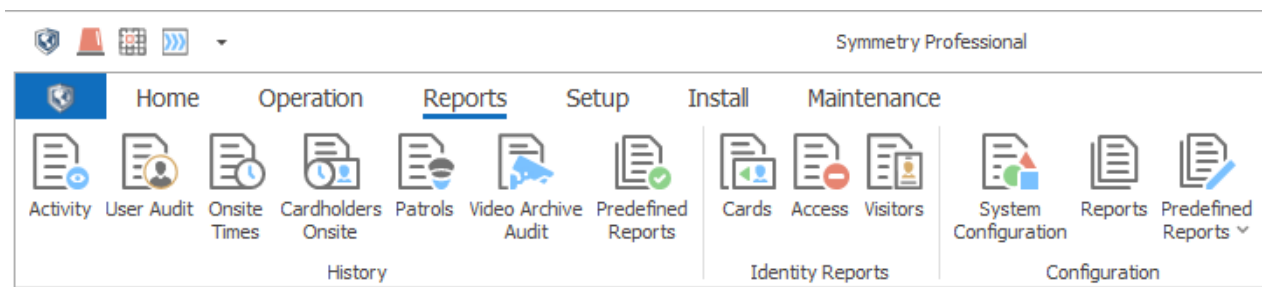 Symmetry Professional
Home Operation Reports Setup Install Maintenance
Activity User Audit Onsite Times Cardholders Onsite Patrols Video Archive Audit Predefined Reports Cards Access Visitors System Configuration Reports Predefined Reports
History Identity Reports Configuration